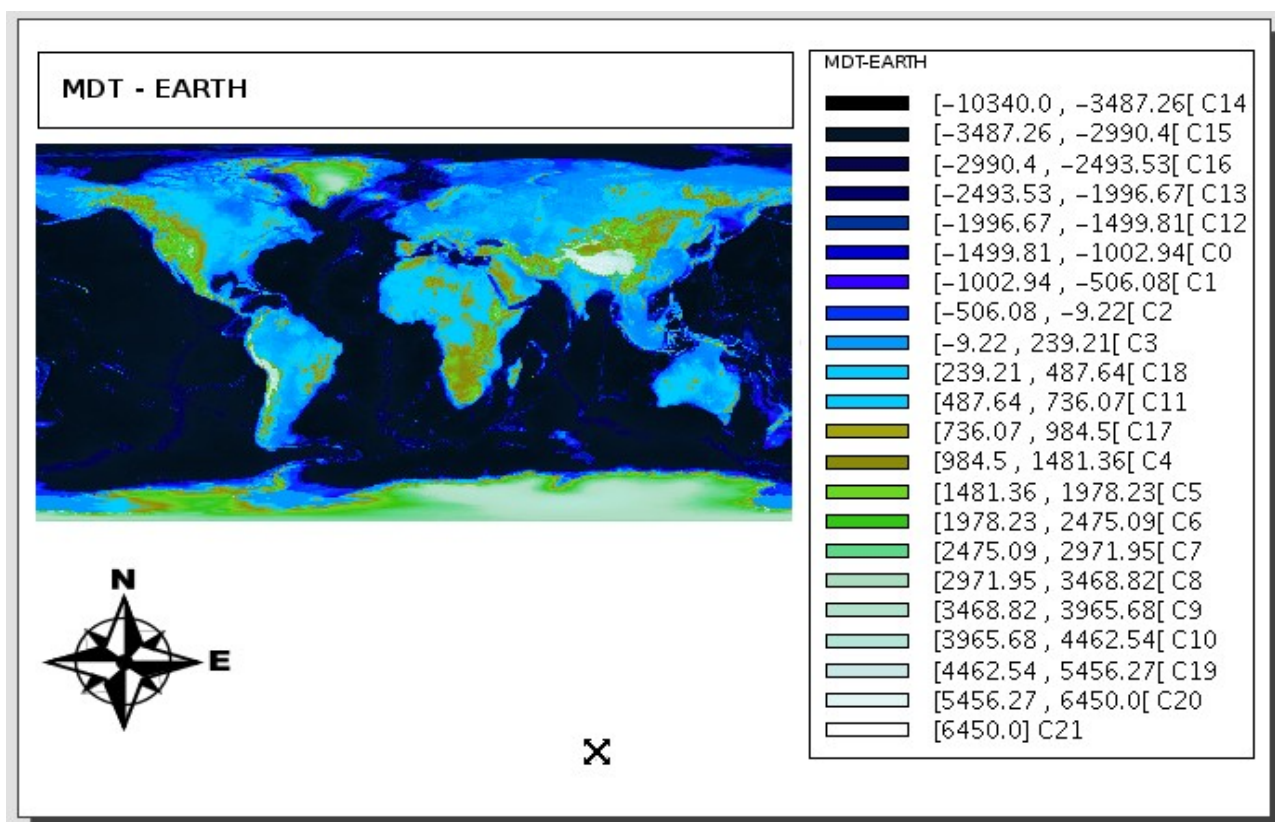 MDT - EARTH
MDT-EARTH
[–10340.0 , –3487.26[ C14
[–3487.26 , –2990.4[ C15
[–2990.4 , –2493.53[ C16
[–2493.53 , –1996.67[ C13
[–1996.67 , –1499.81[ C12
[–1499.81 , –1002.94[ C0
[–1002.94 , –506.08[ C1
[–506.08 , –9.22[ C2
[–9.22 , 239.21[ C3
[239.21 , 487.64[ C18
[487.64 , 736.07[ C11
[736.07 , 984.5[ C17
[984.5 , 1481.36[ C4
[1481.36 , 1978.23[ C5
[1978.23 , 2475.09[ C6
[2475.09 , 2971.95[ C7
[2971.95 , 3468.82[ C8
[3468.82 , 3965.68[ C9
[3965.68 , 4462.54[ C10
[4462.54 , 5456.27[ C19
[5456.27 , 6450.0[ C20
[6450.0] C21
N
E